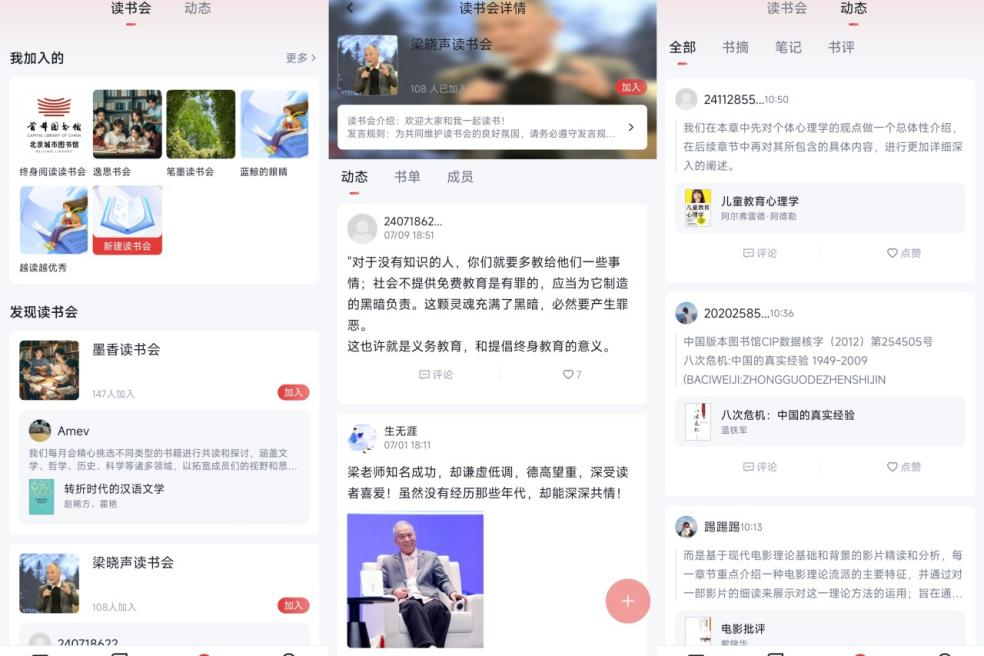 读书会
动态
我加入的
更多
首都图书馆
CAPITAL LIBRARY OF CHINA
北京城市图书馆
BEIJING LIBRARY
终身阅读读书会
逸思书会
笔墨读书会
蓝鲸的眼睛
新建读书会
越读越优秀
发现读书会
墨香读书会
147人加入
加入
Amev
我们每月会精心挑选不同类型的书籍进行共读和探讨，涵盖文
学、哲学、历史、科学等诸多领域，以拓宽成员们的视野和思...
转折时代的汉语文学
赵稀方、霍艳
梁晓声读书会
108人加入
加入
240718622
读书会详情
梁晓声读书会
108 人已加入
加入
读书会介绍：欢迎大家和我一起读书！
发言规则：为共同维护读书会的良好氛围，请务必遵守发言规...
动态
书单
成员
24071862...
07/09 18:51
“对于没有知识的人，你们就要多教给他们一些事
情；社会不提供免费教育是有罪的，应当为它制造
的黑暗负责。这颗灵魂充满了黑暗，必然要产生罪
恶。
这也许就是义务教育，和提倡终身教育的意义。
评论
7
生无涯
07/01 18:11
梁老师知名成功，却谦虚低调，德高望重，深受读
者喜爱！虽然没有经历那些年代，却能深深共情！
读书会
动态
全部
书摘
笔记
书评
24112855...10:50
我们在本章中先对个体心理学的观点做一个总体性介绍，
在后续章节中再对其所包含的具体内容，进行更加详细深
入的阐述。
儿童教育
心理学
儿童教育心理学
阿尔弗雷德·阿德勒
评论
点赞
20202585...10:36
中国版本图书馆CIP数据核字（2012）第254505号
八次危机:中国的真实经验 1949-2009
(BACIWEIJI:ZHONGGUODEZHENSHIJIN
八次危机：中国的真实经验
温铁军
评论
点赞
踢踢踢10:13
而是基于现代电影理论基础和背景的影片精读和分析，每
一章节重点介绍一种电影理论流派的主要特征，并通过对
一部影片的细读来展示对这一理论方法的运用；旨在通...
电影批评
戴锦华